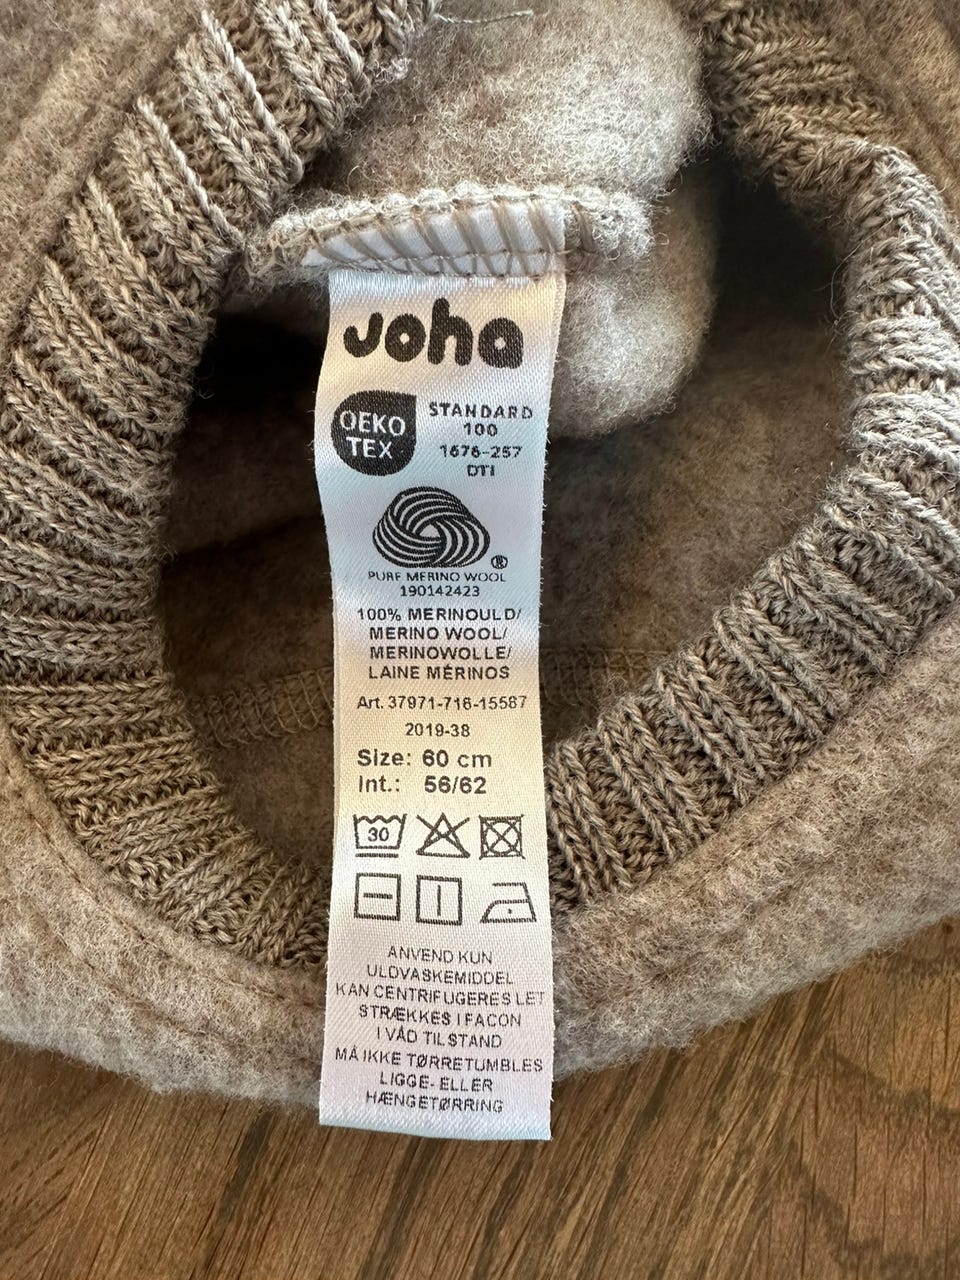 Joha
OEKO
TEX
STANDARD
100
1676-257
DTI
®
PURE MERINO WOOL
190142423
100% MERINOULD/
MERINO WOOL/
MERINOWOLLE/
LAINE MÉRINOS
Art. 37971-716-15587
2019-38
Size: 60 cm
Int.: 56/62
30
ANVEND KUN
ULDVASKEMIDDEL
KAN CENTRIFUGERES LET
STRÆKKES I FACON
I VÅD TILSTAND
MÅ IKKE TØRRETUMBLES
LIGGE- ELLER
HÆNGETØRRING